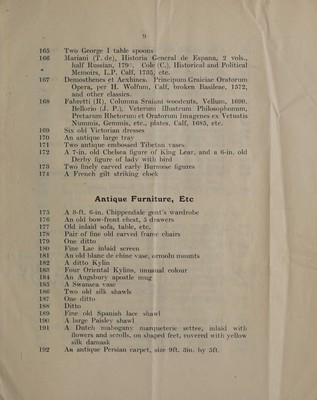 9
165 Two George I table spoons
166 Mariani (T. de), Historia General de Espana, 2 vols.,
half Russian, 179 , Cole (C.), Historical and Political
Memoirs, L.P. Calf, 1735, etc.
167 Demosthenes et Aexhines. Principum Graiciae Oratorum
Opera, per H. Wolfum, Calf, broken Basileae, 1572,
and other classics.
168 Fabretti (R), Columna Sraiani woodcuts, Vellum, 1690.
Bellorio (J. P.), Veterum Illustrum Philosophomum,
Pretarum Rhetorum et Oratorum Imagenes ex Vetustis
Nummis, Gemmis, etc., plates, Calf, 1685, etc.
169 Six old Victorian dresses
170 An antique large tray
171 Two antique embossed Tibetan vases
172 A 7-in. old Chelsea figure of King Lear, and a 6-in. old
Derby figure of lady with bird
173 Two finely carved early Burmese figures
174 A French gilt striking clock
Antique Furniture, Etc
175 A 8-ft. 6-in. Chippendale gent's wardrobe
176 An old bow-front chest, 5 drawers
177 Old inlaid sofa, table, etc.
178 Pair of fine old carved frame chairs
179 One ditto
180 Fine Lac inlaid screen
181 An old blanc de chine vase, ormolu mounts
182 A ditto Kylin
183 Four Oriental Kylins, unusual colour
184 An Augsbury apostle mug
185 A Swansea vase
186 Two old silk shawls
187 One ditto
188 Ditto
189 Fine old Spanish lace shawl
190 A large Paisley shawl
191 A Dutch mahogany marqueterie settee, inlaid with
flowers and scrolls, on shaped feet, covered with yellow
silk damask
192 An antique Persian carpet, size 9ft. 3in. by 5ft.